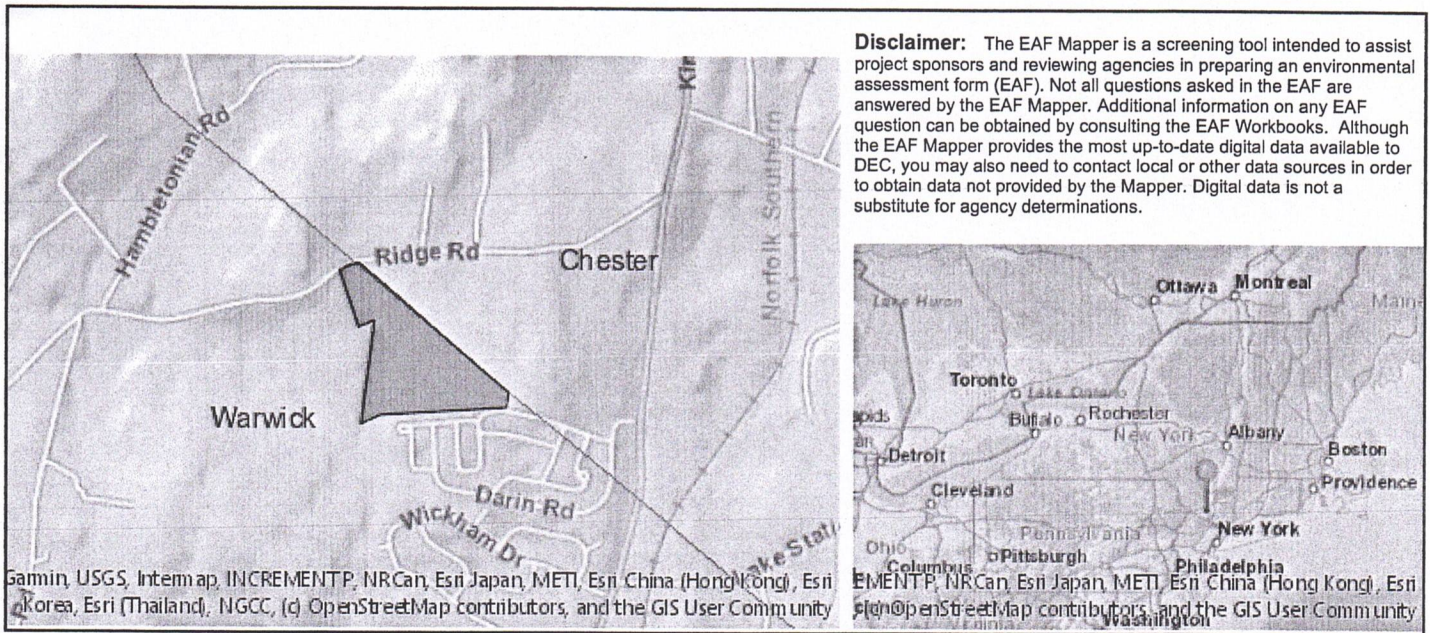 Disclaimer: The EAF Mapper is a screening tool intended to assist
project sponsors and reviewing agencies in preparing an environmental
assessment form (EAF). Not all questions asked in the EAF are
answered by the EAF Mapper. Additional information on any EAF
question can be obtained by consulting the EAF Workbooks. Although
the EAF Mapper provides the most up-to-date digital data available to
DEC, you may also need to contact local or other data sources in order
to obtain data not provided by the Mapper. Digital data is not a
substitute for agency determinations.
Kin
Hambletonian Rd
Norfolk Southern
Ridge Rd
Chester
Warwick
Darin Rd
Wickham Dr
Lake Stati
Garmin, USGS, Intermap, INCREMENT P, NRCan, Esri Japan, METI, Esri China (Hong Kong), Esri
Korea, Esri (Thailand), NGCC, (c) OpenStreetMap contributors, and the GIS User Community
Ottawa
Montreal
Lake Huron
Main
Toronto
Lake Ontario
apids
Buffalo
Rochester
New York
Albany
Detroit
Boston
Providence
Cleveland
Pennsylvania
New York
Ohio
Pittsburgh
Columbus
Philadelphia
EMENT P, NRCan, Esri Japan, METI, Esri China (Hong Kong), Esri
(c) OpenStreetMap contributors, and the GIS User Community
Washington